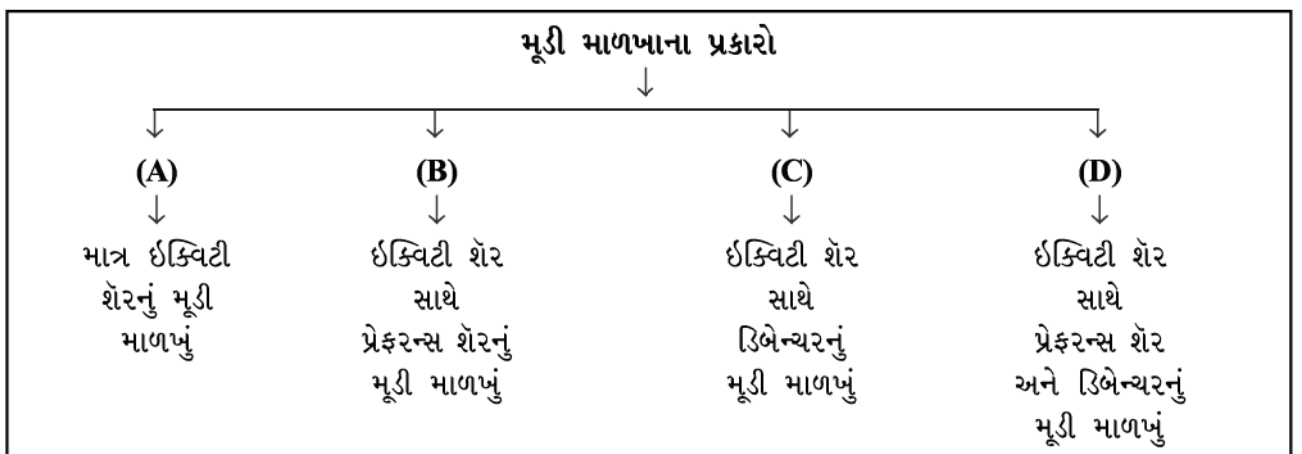 મૂડી માળખાના પ્રકારો
(A) (B) (C) (D)
માત્ર ઇક્વિટી
શૅરનું મૂડી
માળખું
ઇક્વિટી શૅર
સાથે
પ્રેફરન્સ શૅરનું
મૂડી માળખું
ઇક્વિટી શૅર
સાથે
ડિબેન્ચરનું
મૂડી માળખું
ઇક્વિટી શૅર
સાથે
પ્રેફરન્સ શૅર
અને ડિબેન્ચરનું
મૂડી માળખું